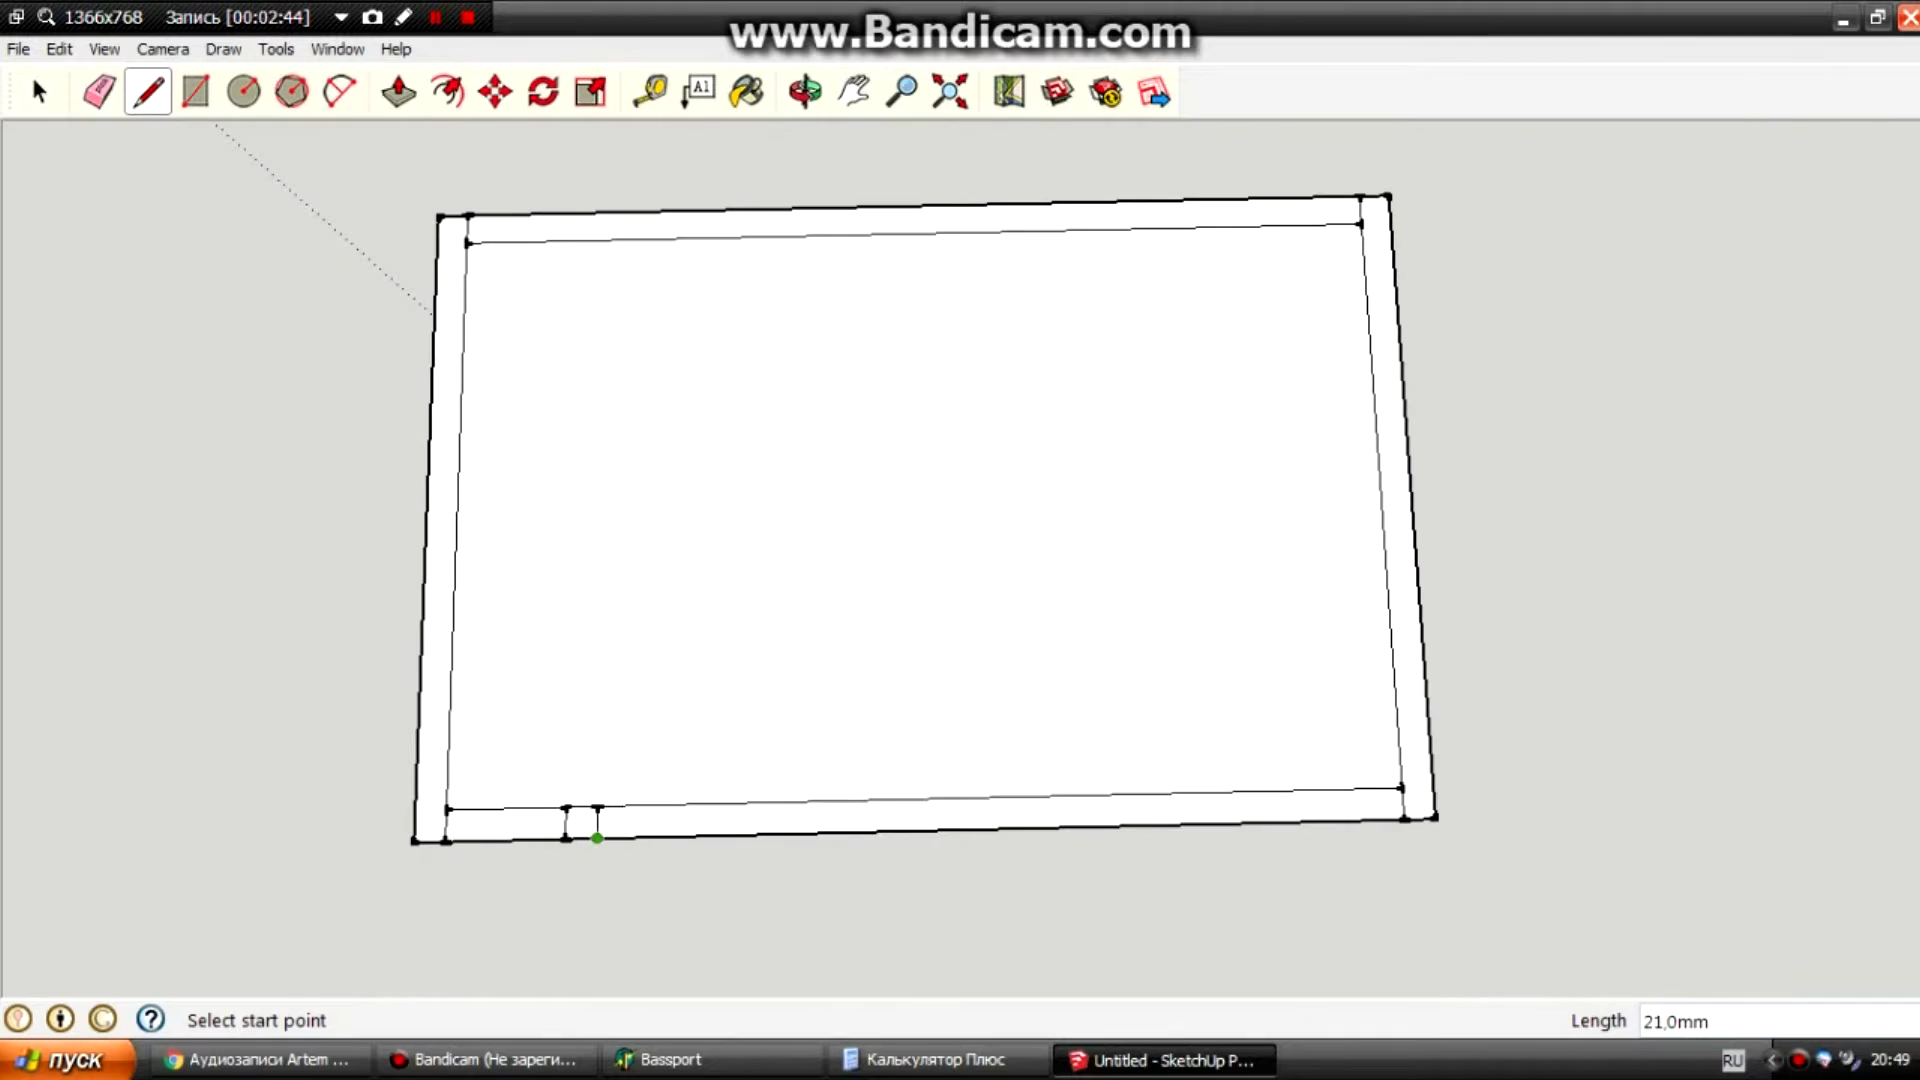 1366x768 Запись [00:02:44]
www.Bandicam.com
File Edit View Camera Draw Tools Window Help
A1
Select start point
Length 21,0mm
пуск
Аудиозаписи Artem ...
Bandicam (Не зареги...
Bassport
Калькулятор Плюс
Untitled - SketchUp P...
RU
20:49